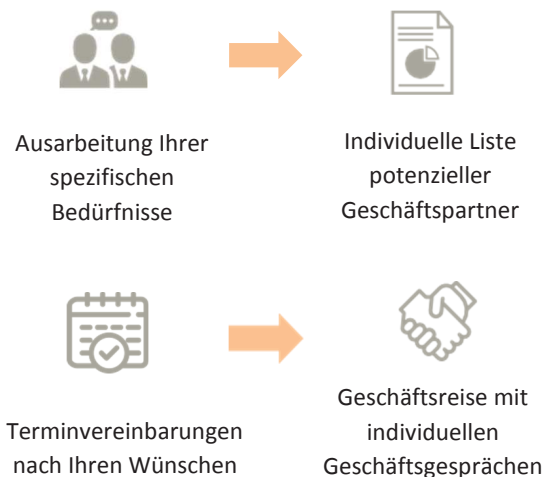 Ausarbeitung Ihrer
spezifischen
Bedürfnisse
Individuelle Liste
potenzieller
Geschäftspartner
Terminvereinbarungen
nach Ihren Wünschen
Geschäftsreise mit
individuellen
Geschäftsgesprächen